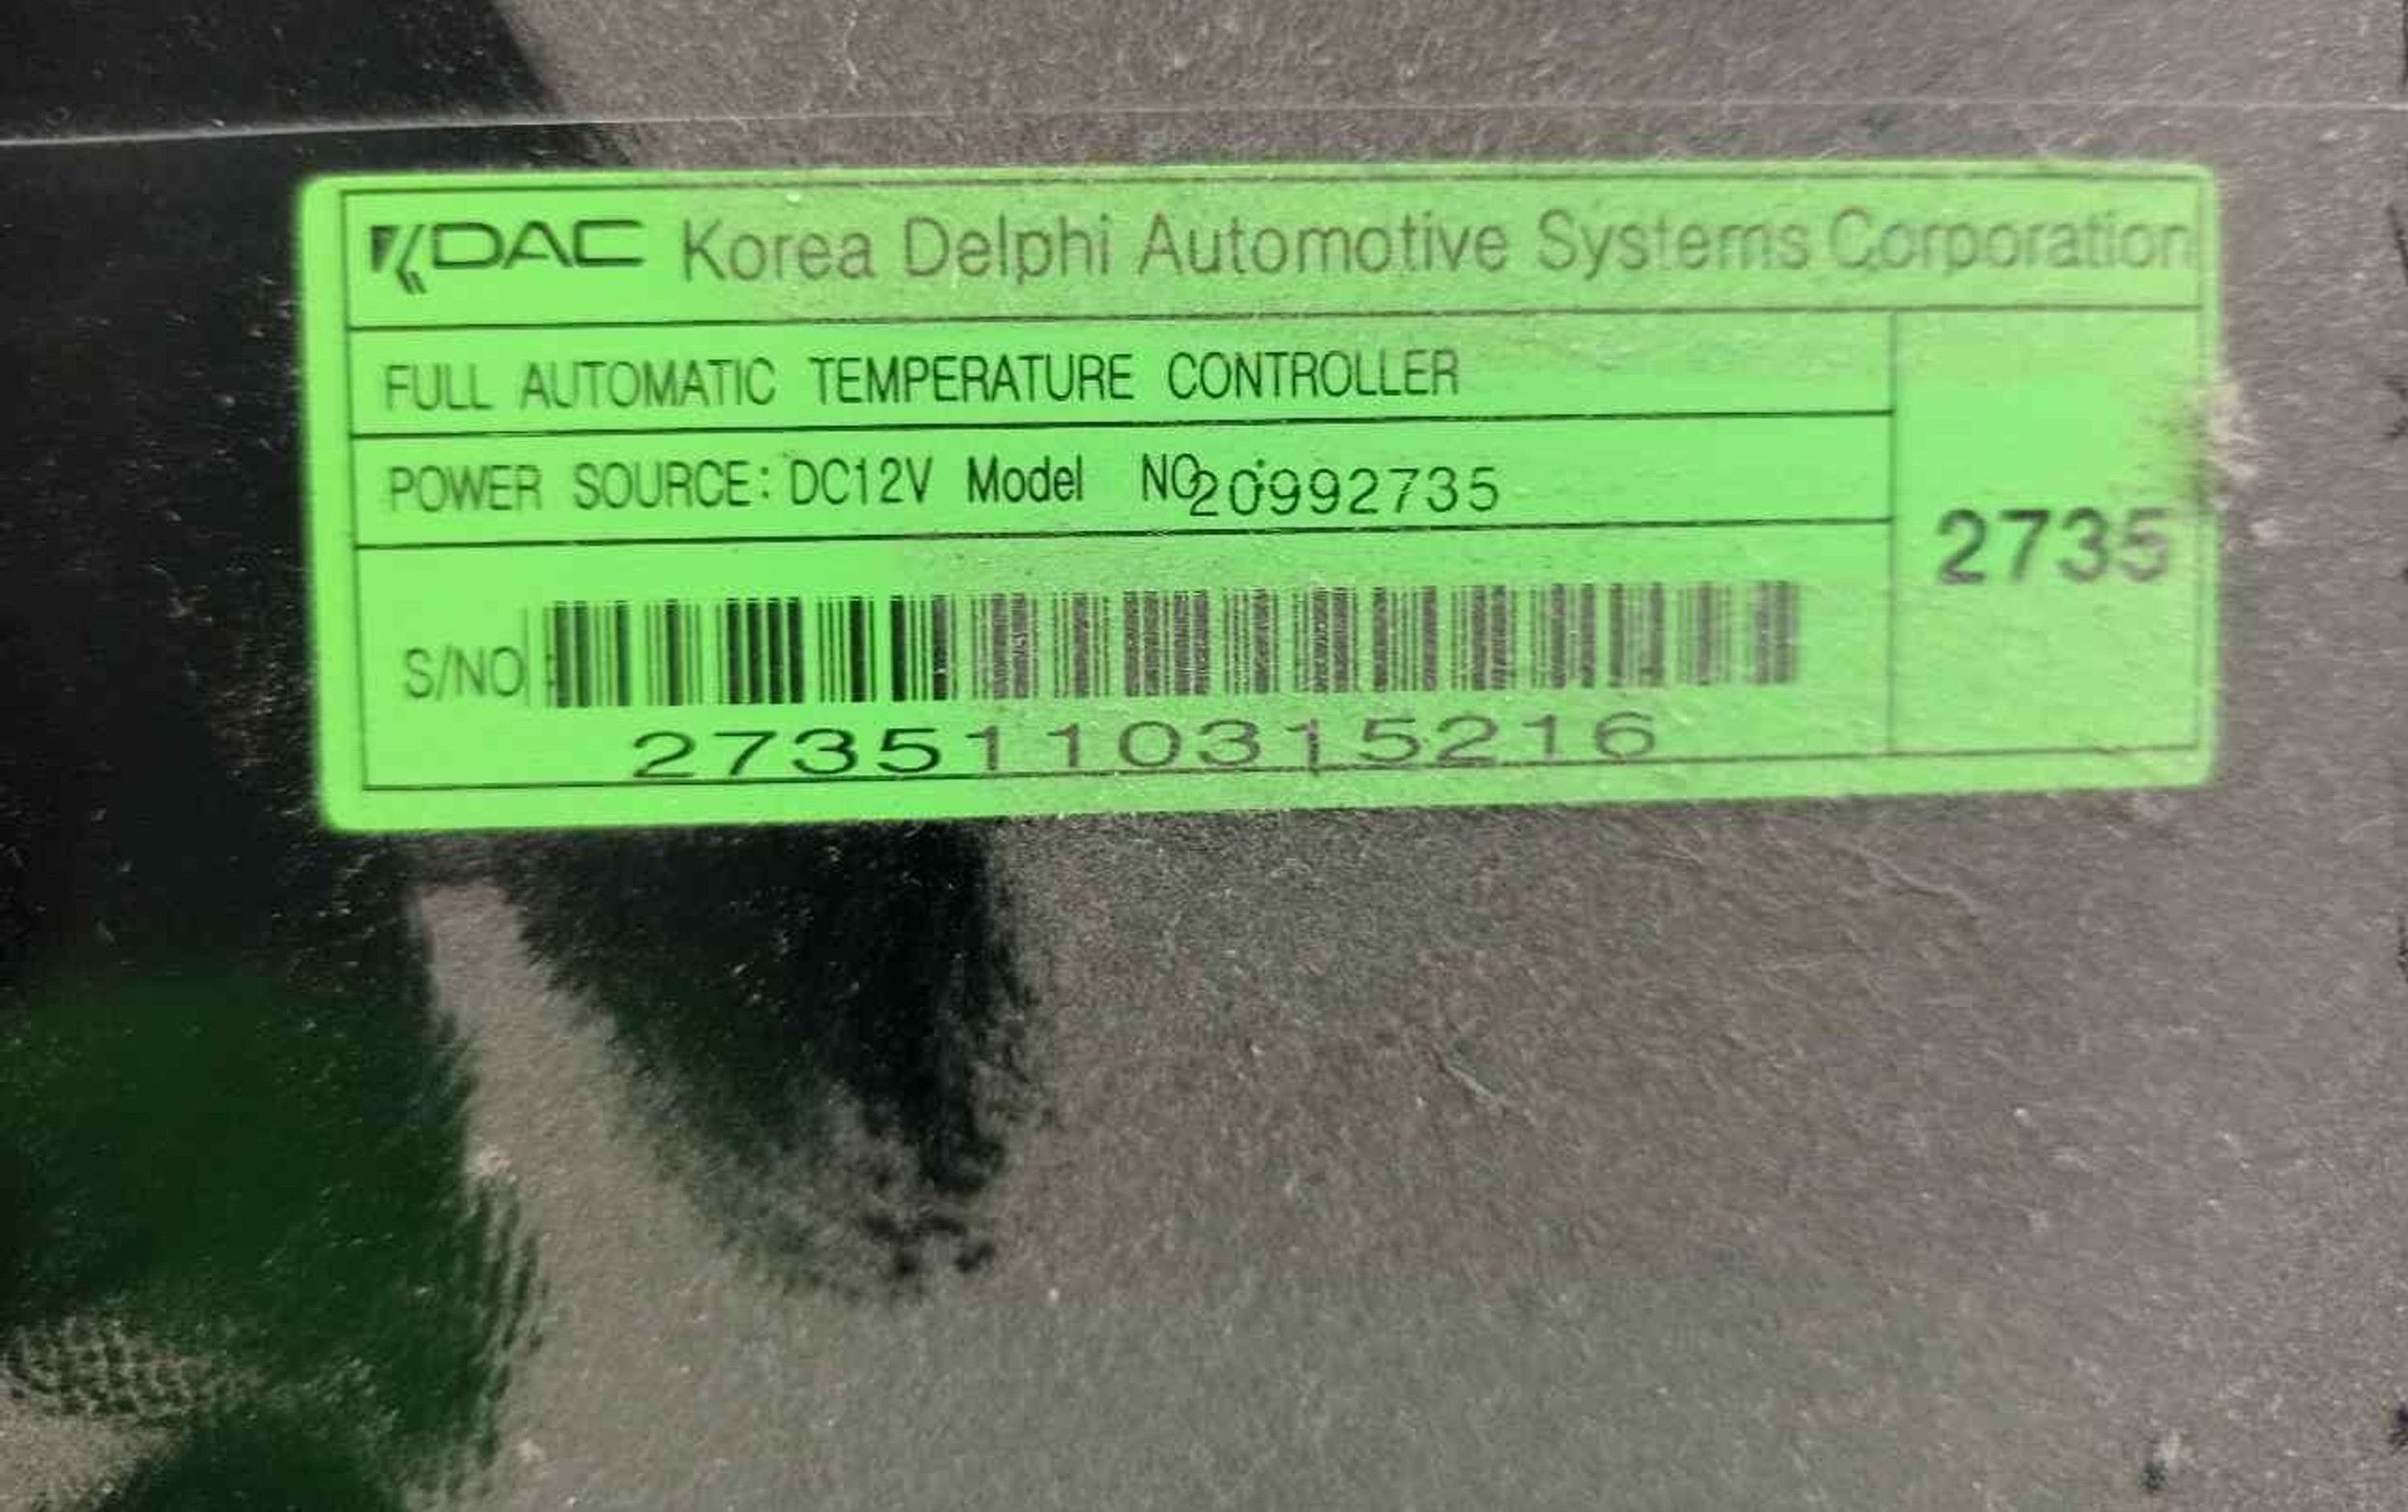 KDAC Korea Delphi Automotive Systems Corporation
FULL AUTOMATIC TEMPERATURE CONTROLLER
POWER SOURCE: DC12V Model NO.: 20992735
2735
S/NO :
2735110315216